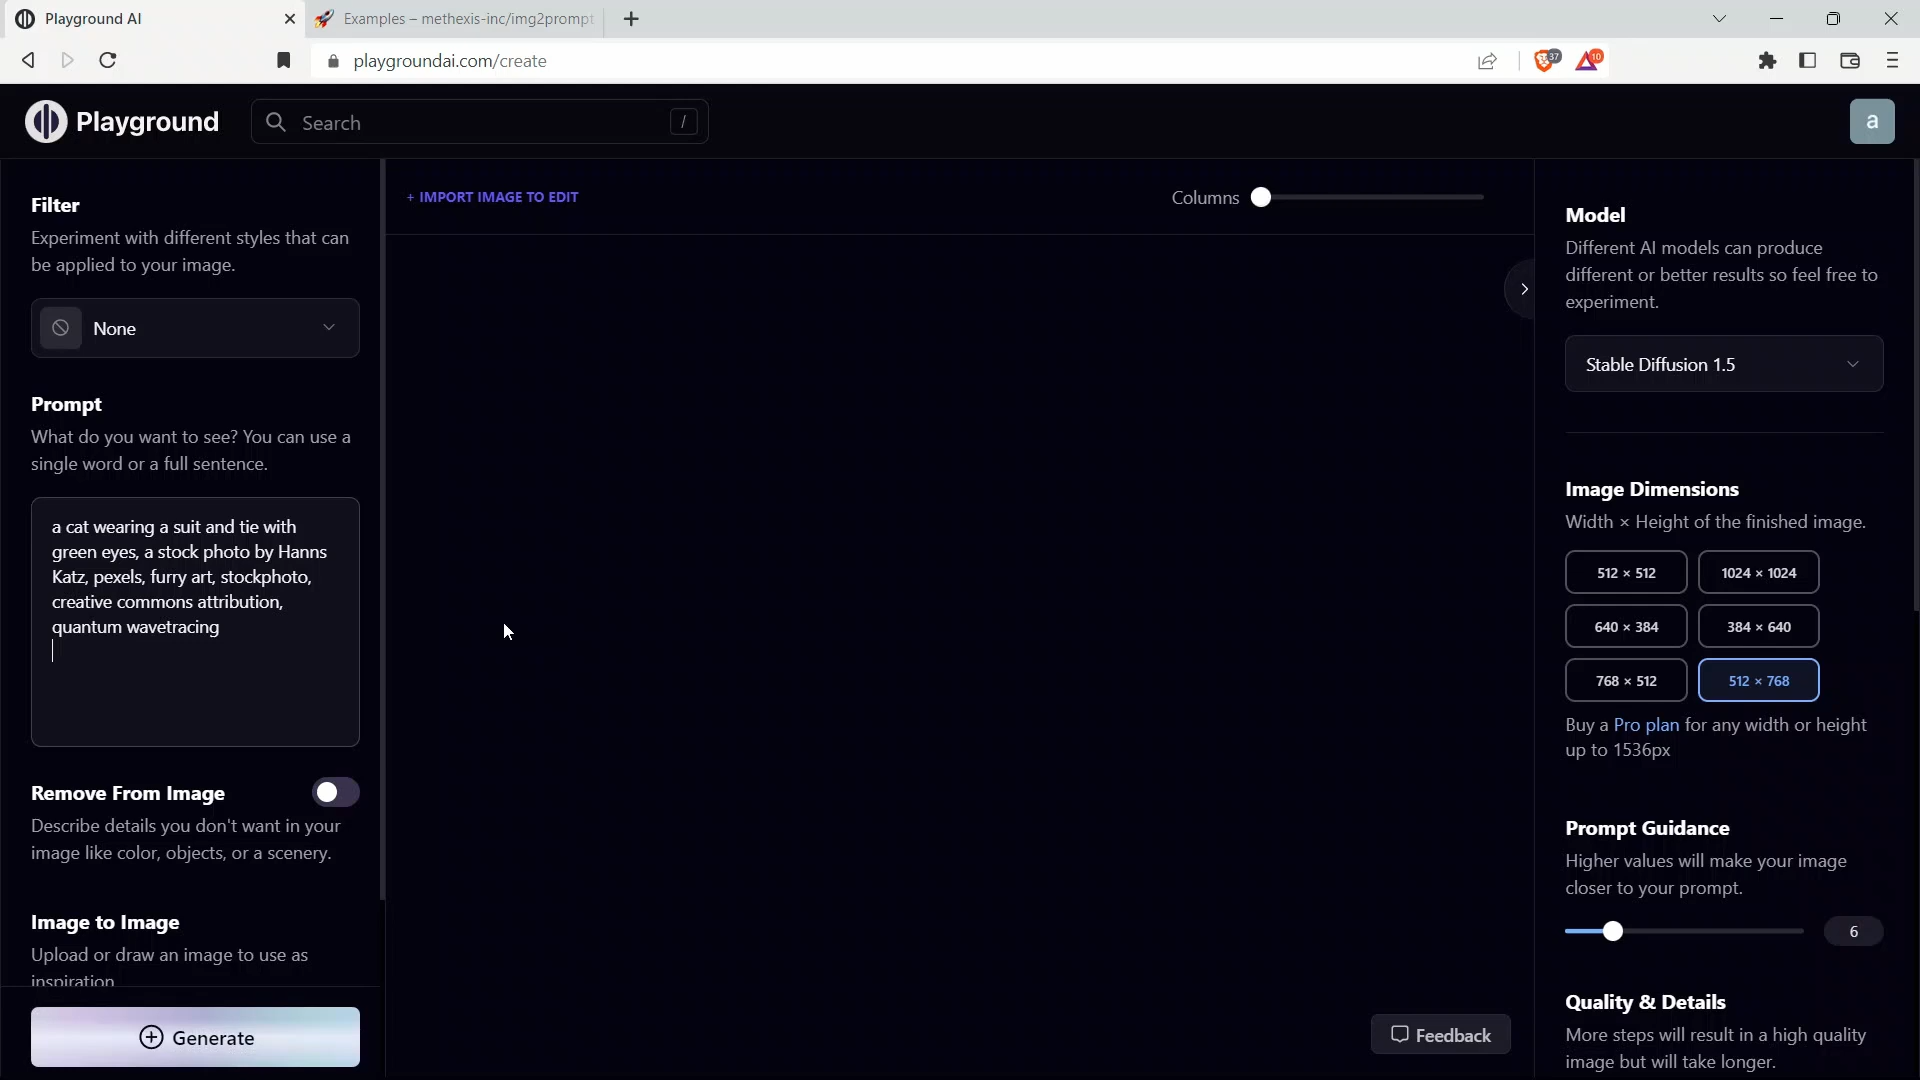 Playground AI
Examples – methexis-inc/img2prompt
playgroundai.com/create
37
10
Playground
Search
/
a
Filter
Experiment with different styles that can
be applied to your image.
None
Prompt
What do you want to see? You can use a
single word or a full sentence.
a cat wearing a suit and tie with
green eyes, a stock photo by Hanns
Katz, pexels, furry art, stockphoto,
creative commons attribution,
quantum wavetracing
Remove From Image
Describe details you don't want in your
image like color, objects, or a scenery.
Image to Image
Upload or draw an image to use as
inspiration
Generate
+ IMPORT IMAGE TO EDIT
Columns
Feedback
Model
Different AI models can produce
different or better results so feel free to
experiment.
Stable Diffusion 1.5
Image Dimensions
Width × Height of the finished image.
512 × 512
1024 × 1024
640 × 384
384 × 640
768 × 512
512 × 768
Buy a Pro plan for any width or height
up to 1536px
Prompt Guidance
Higher values will make your image
closer to your prompt.
6
Quality & Details
More steps will result in a high quality
image but will take longer.